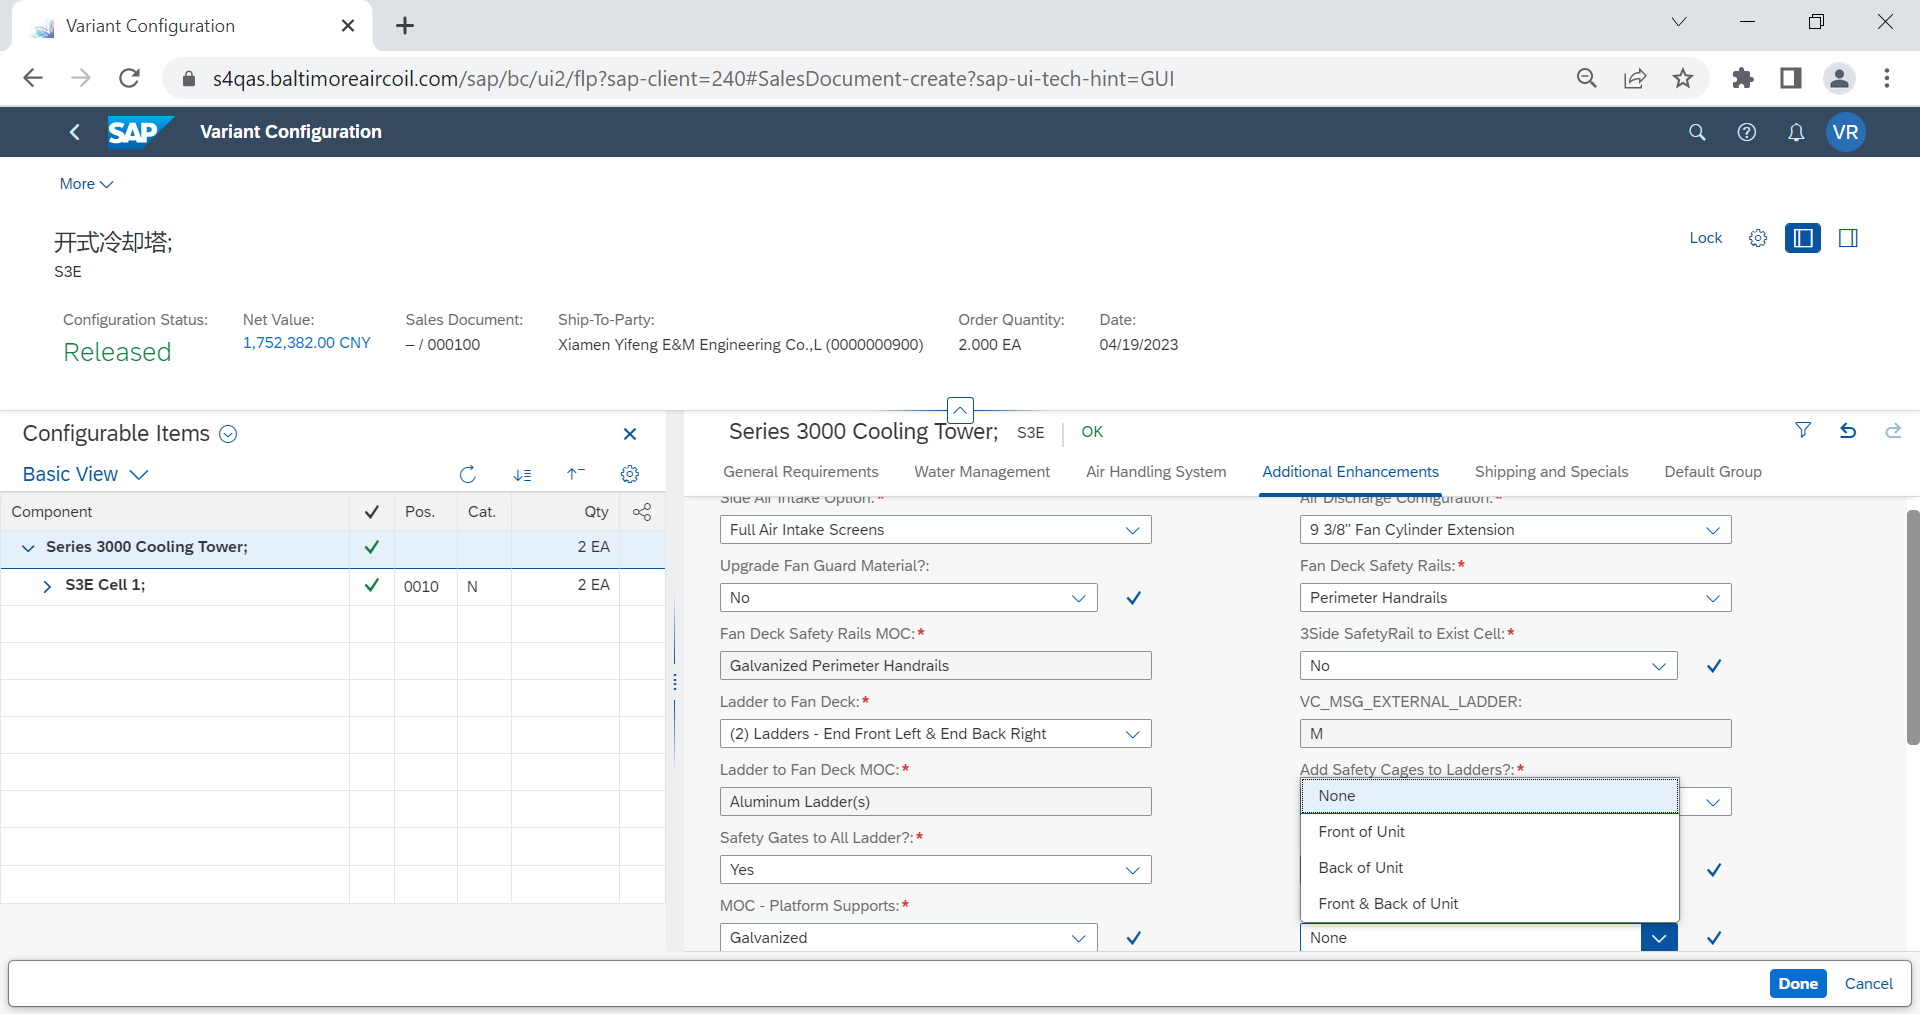 Variant Configuration
s4qas.baltimoreaircoil.com/sap/bc/ui2/flp?sap-client=240#SalesDocument-create?sap-ui-tech-hint=GUI
SAP
Variant Configuration
VR
More
开式冷却塔;
S3E
Lock
Configuration Status:
Released
Net Value:
1,752,382.00 CNY
Sales Document:
– / 000100
Ship-To-Party:
Xiamen Yifeng E&M Engineering Co.,L (0000000900)
Order Quantity:
2.000 EA
Date:
04/19/2023
Configurable Items
Basic View
Component Pos. Cat. Qty
Series 3000 Cooling Tower; 2 EA
S3E Cell 1; 0010 N 2 EA
Series 3000 Cooling Tower; S3E OK
General Requirements Water Management Air Handling System Additional Enhancements Shipping and Specials Default Group
Side Air Intake Option:*
Full Air Intake Screens
Air Discharge Configuration:*
9 3/8" Fan Cylinder Extension
Upgrade Fan Guard Material?:
No
Fan Deck Safety Rails:*
Perimeter Handrails
Fan Deck Safety Rails MOC:*
Galvanized Perimeter Handrails
3Side SafetyRail to Exist Cell:*
No
Ladder to Fan Deck:*
(2) Ladders - End Front Left & End Back Right
VC_MSG_EXTERNAL_LADDER:
M
Ladder to Fan Deck MOC:*
Aluminum Ladder(s)
Add Safety Cages to Ladders?:*
None
Front of Unit
Back of Unit
Front & Back of Unit
Safety Gates to All Ladder?:*
Yes
MOC - Platform Supports:*
Galvanized
None
Done
Cancel